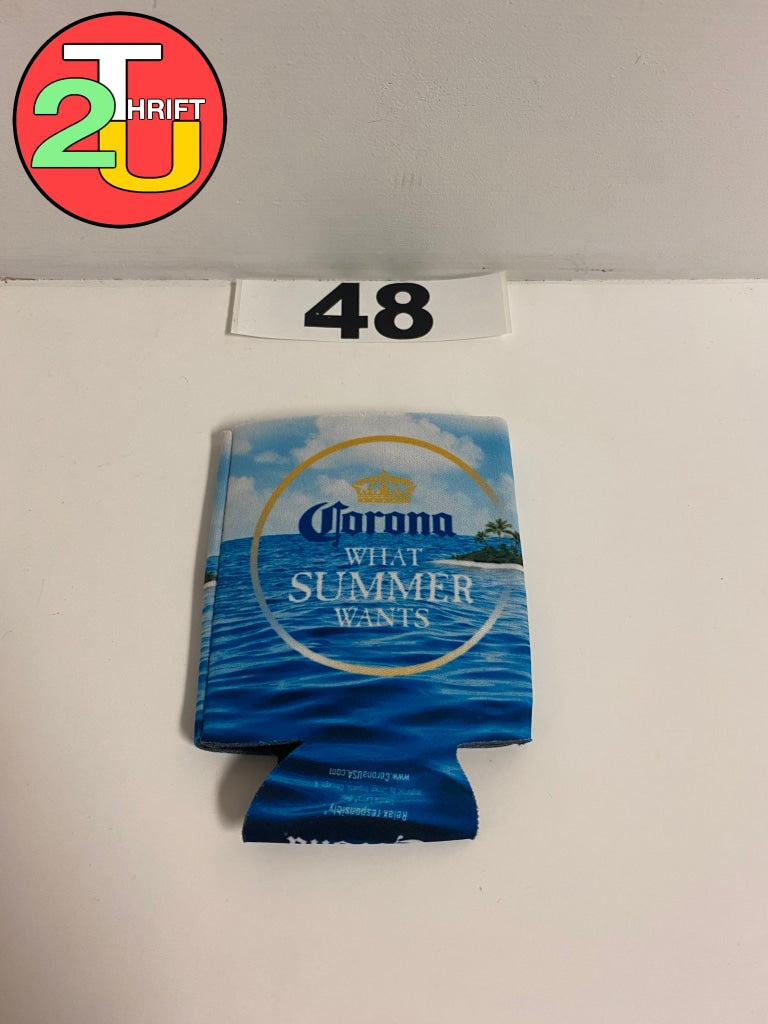 2 THRIFT U
48
Corona
WHAT
SUMMER
WANTS
Relax responsibly®
www.CoronaUSA.com